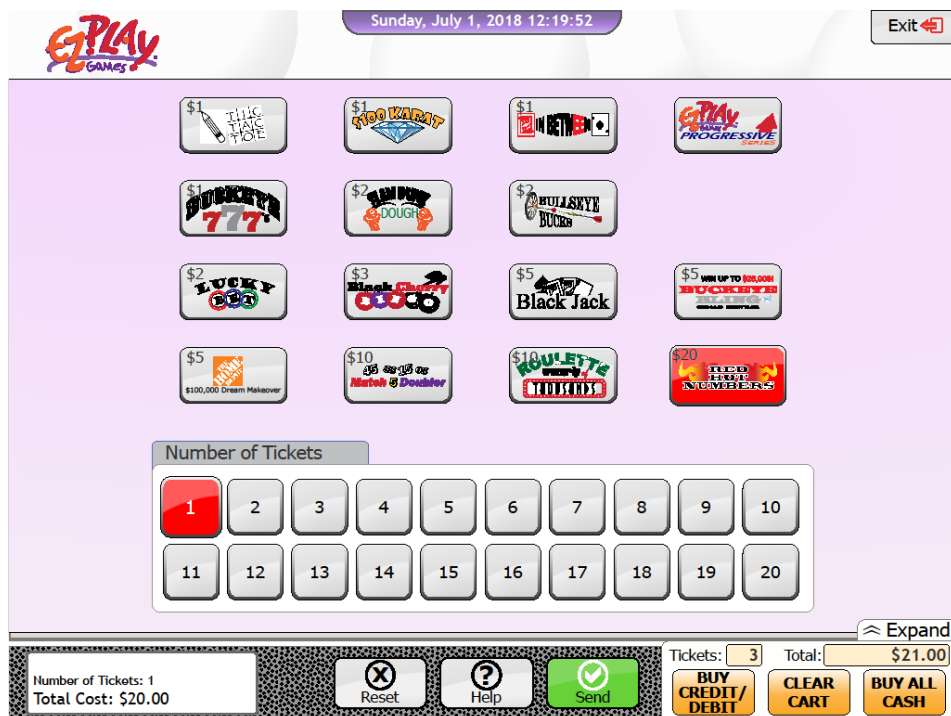 Sunday, July 1, 2018 12:19:52
Exit
EZPLAY
GAMES
$1
TIC
TAC
TOE
$1
$100 KARAT
$1
IN BETWEEN
EZPLAY
GAMES
PROGRESSIVE
SERIES
$1
BUCKEYE
777
$2
DOUGH
$2
BULLSEYE
BUCKS
$2
LUCKY
BET
$3
Black Cherry
$5
Black Jack
$5
WIN UP TO
BUCKEYE
BLING
$5
THE HOME DEPOT
$100,000 Dream Makeover
$10
Match 5 Doubler
$10
ROULETTE
THOUSANDS
$20
RED
HOT
NUMBERS
Number of Tickets
1 2 3 4 5 6 7 8 9 10
11 12 13 14 15 16 17 18 19 20
Expand
Number of Tickets: 1
Total Cost: $20.00
Reset
Help
Send
Tickets: 3 Total: $21.00
BUY
CREDIT/
DEBIT
CLEAR
CART
BUY ALL
CASH